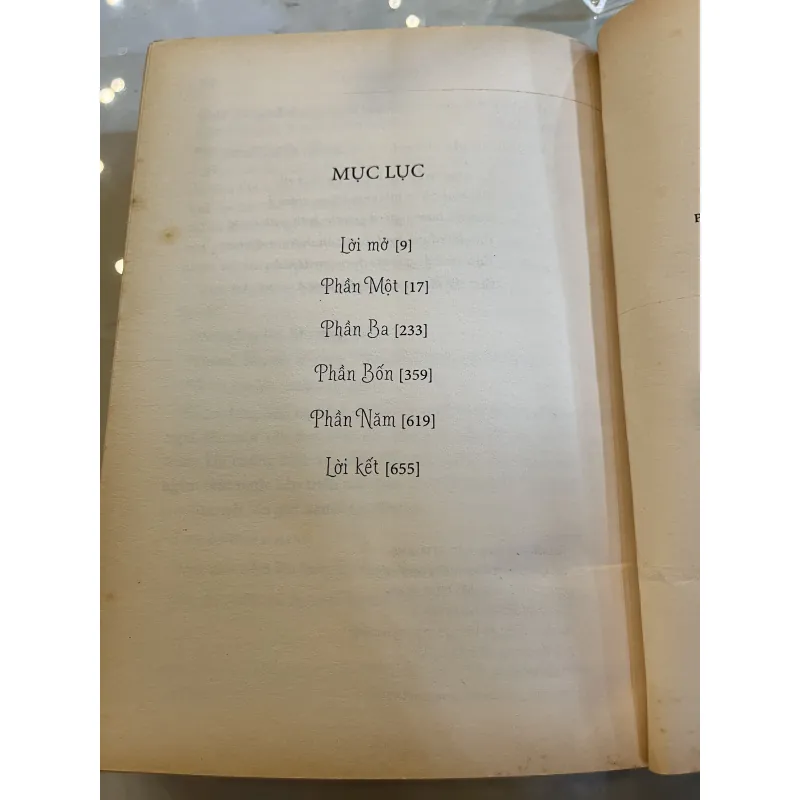 MỤC LỤC
Lời mở [9]
Phần Một [17]
Phần Ba [233]
Phần Bốn [359]
Phần Năm [619]
Lời kết [655]